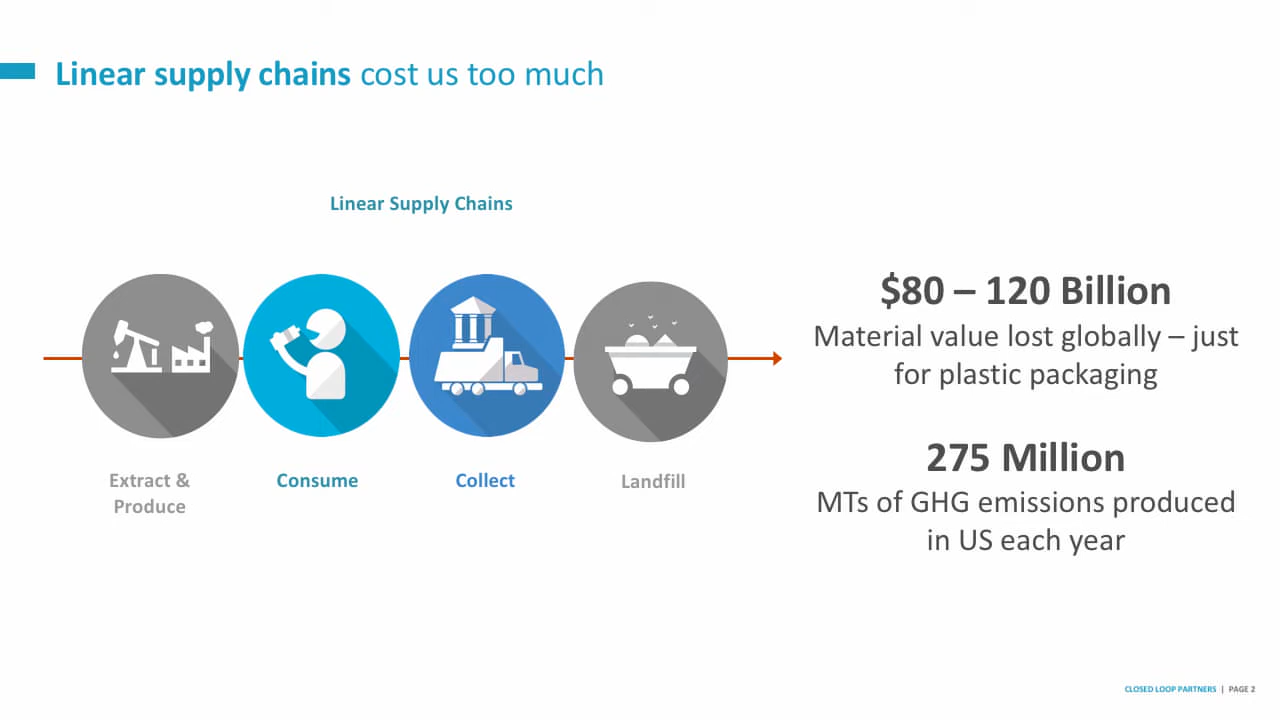 Linear supply chains cost us too much
Linear Supply Chains
Extract &
Produce
Consume
Collect
Landfill
$80 – 120 Billion
Material value lost globally – just
for plastic packaging
275 Million
MTs of GHG emissions produced
in US each year
CLOSED LOOP PARTNERS | PAGE 2